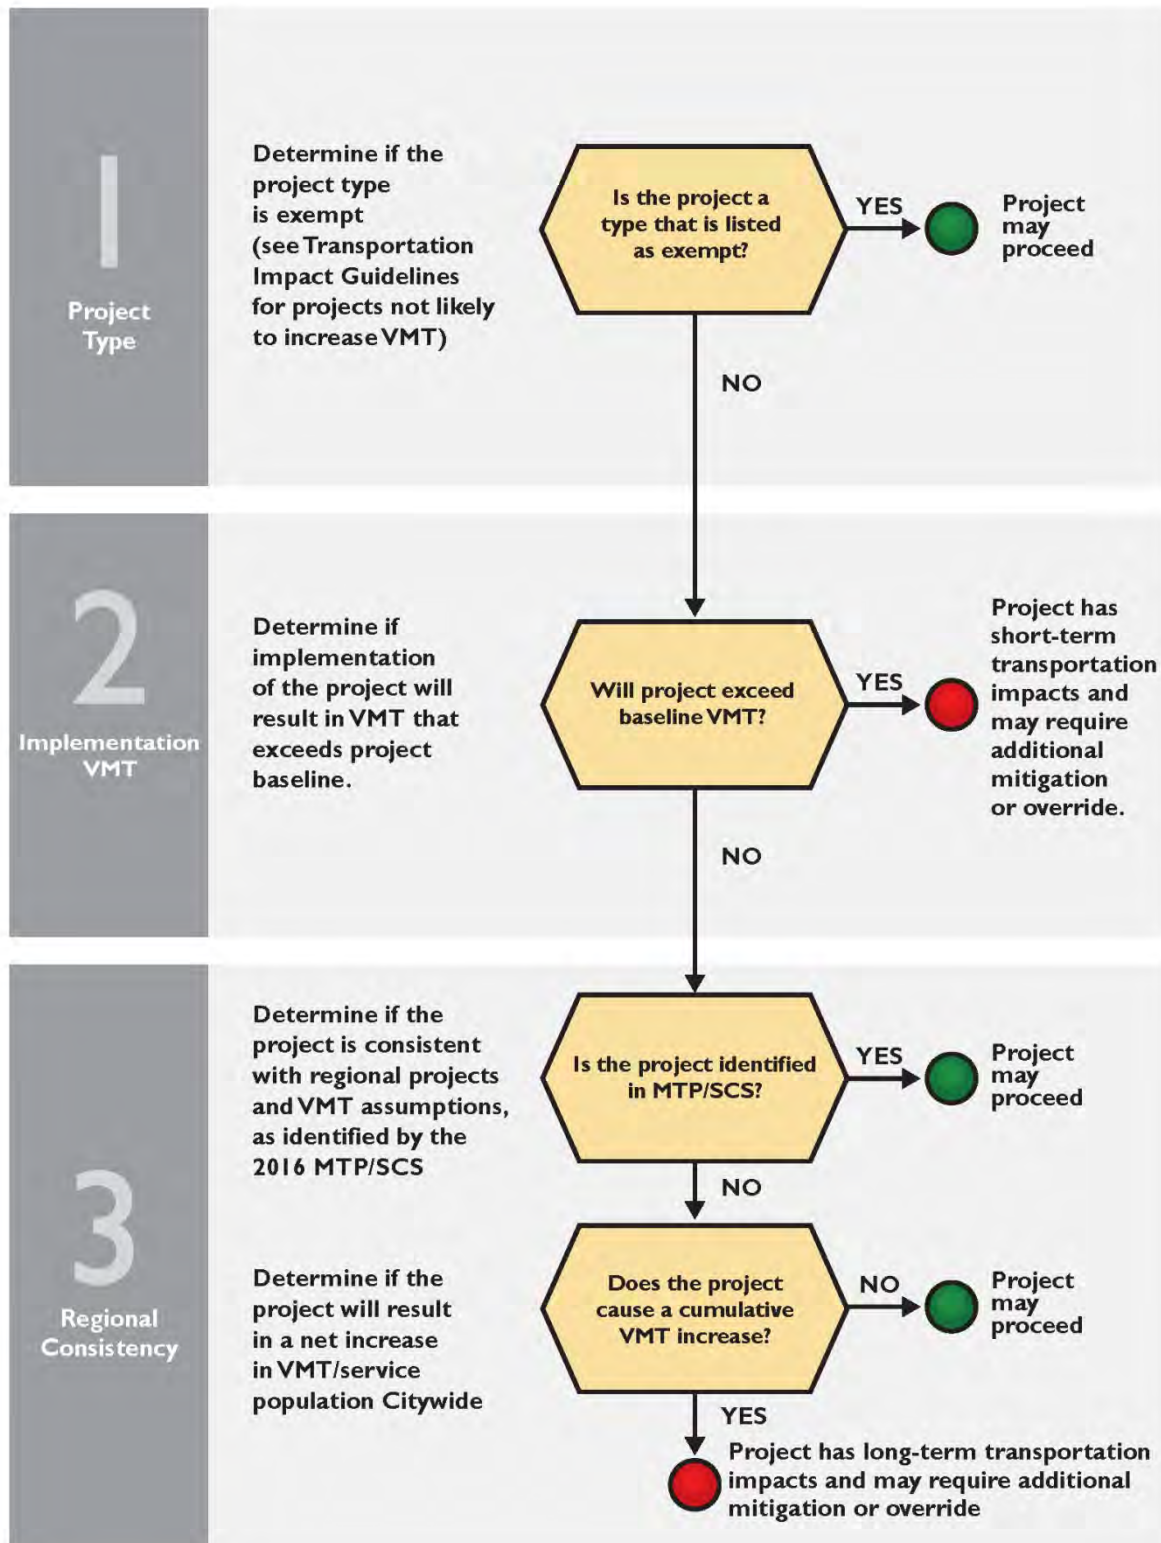 1
Project
Type
Determine if the
project type
is exempt
(see Transportation
Impact Guidelines
for projects not likely
to increase VMT)
Is the project a
type that is listed
as exempt?
YES
Project
may
proceed
NO
2
Implementation
VMT
Determine if
implementation
of the project will
result in VMT that
exceeds project
baseline.
Will project exceed
baseline VMT?
YES
Project has
short-term
transportation
impacts and
may require
additional
mitigation
or override.
NO
3
Regional
Consistency
Determine if the
project is consistent
with regional projects
and VMT assumptions,
as identified by the
2016 MTP/SCS
Is the project identified
in MTP/SCS?
YES
Project
may
proceed
NO
Determine if the
project will result
in a net increase
in VMT/service
population Citywide
Does the project
cause a cumulative
VMT increase?
NO
Project
may
proceed
YES
Project has long-term transportation
impacts and may require additional
mitigation or override